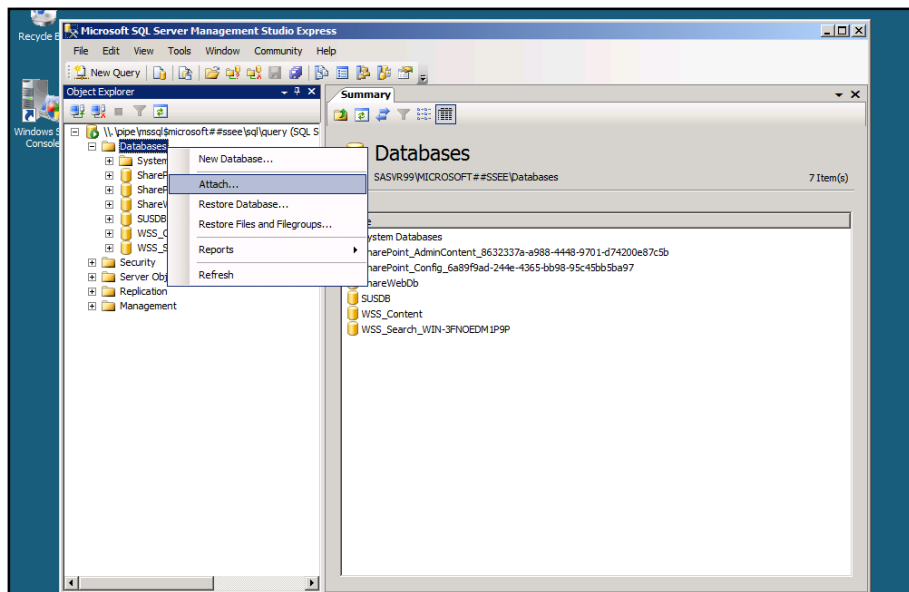 Recycle B
Microsoft SQL Server Management Studio Express
File Edit View Tools Window Community Help
New Query
Object Explorer
\\.\pipe\mssql$microsoft##ssee\sql\query (SQL S
Databases
System
ShareP
ShareP
ShareW
SUSDB
WSS_C
WSS_S
Security
Server Obj
Replication
Management
New Database...
Attach...
Restore Database...
Restore Files and Filegroups...
Reports
Refresh
Summary
Databases
SASVR99\MICROSOFT##SSEE\Databases
7 Item(s)
ystem Databases
harePoint_AdminContent_8632337a-a988-4448-9701-d74200e87c5b
harePoint_Config_6a89f9ad-244e-4365-bb98-95c45bb5ba97
hareWebDb
SUSDB
WSS_Content
WSS_Search_WIN-3FNOEDM1P9P
Windows S
Console